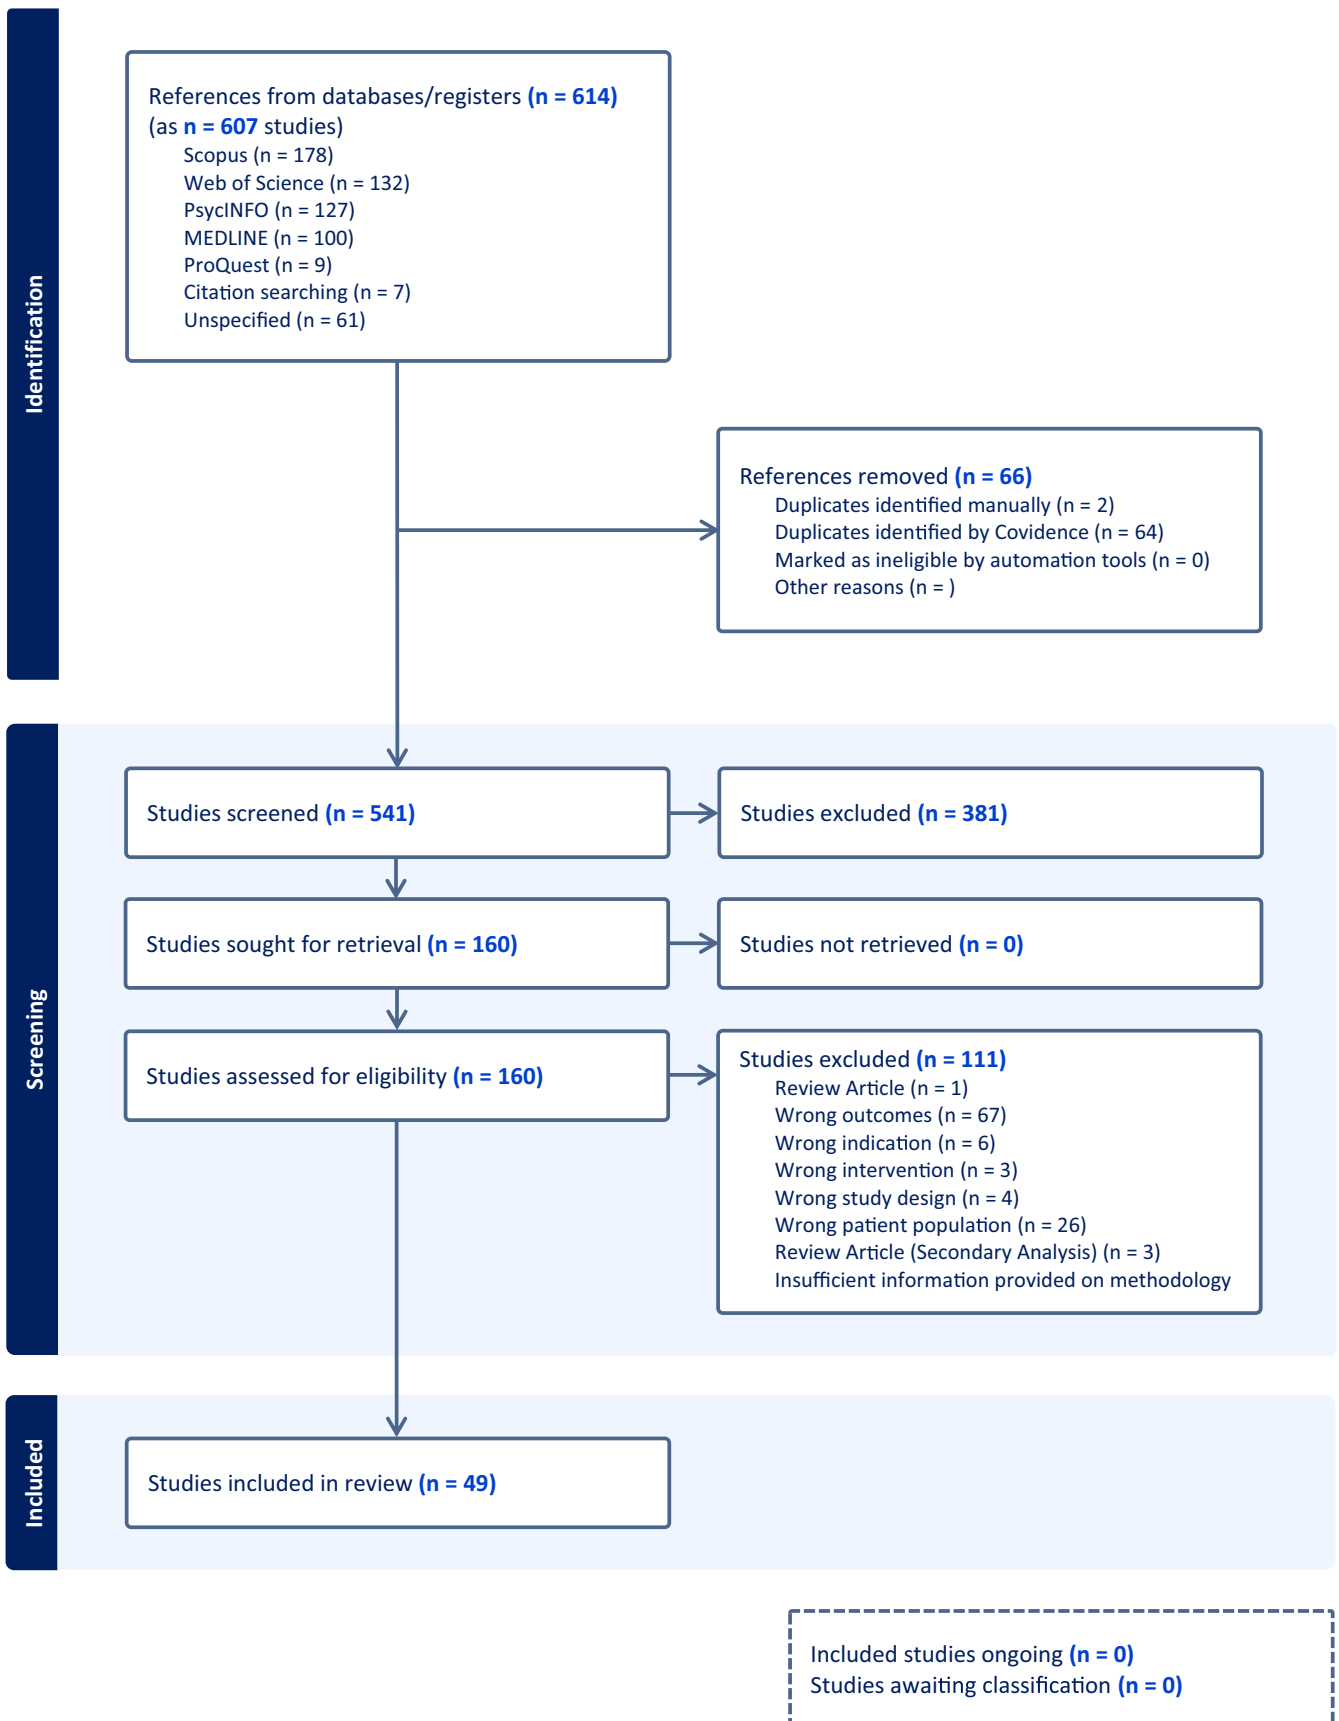 Identification
References from databases/registers (n = 614)
(as n = 607 studies)
Scopus (n = 178)
Web of Science (n = 132)
PsycINFO (n = 127)
MEDLINE (n = 100)
ProQuest (n = 9)
Citation searching (n = 7)
Unspecified (n = 61)
References removed (n = 66)
Duplicates identified manually (n = 2)
Duplicates identified by Covidence (n = 64)
Marked as ineligible by automation tools (n = 0)
Other reasons (n = )
Screening
Studies screened (n = 541)
Studies excluded (n = 381)
Studies sought for retrieval (n = 160)
Studies not retrieved (n = 0)
Studies assessed for eligibility (n = 160)
Studies excluded (n = 111)
Review Article (n = 1)
Wrong outcomes (n = 67)
Wrong indication (n = 6)
Wrong intervention (n = 3)
Wrong study design (n = 4)
Wrong patient population (n = 26)
Review Article (Secondary Analysis) (n = 3)
Insufficient information provided on methodology
Included
Studies included in review (n = 49)
Included studies ongoing (n = 0)
Studies awaiting classification (n = 0)